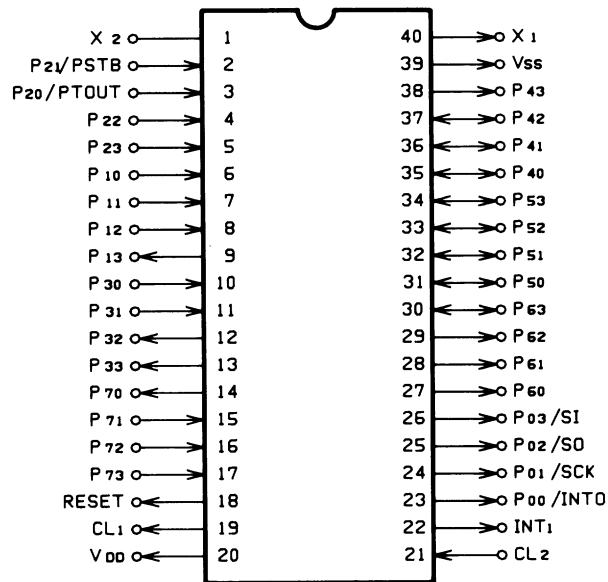 X2 1 40 X1
P21/PSTB 2 39 Vss
P20/PTOUT 3 38 P43
P22 4 37 P42
P23 5 36 P41
P10 6 35 P40
P11 7 34 P53
P12 8 33 P52
P13 9 32 P51
P30 10 31 P50
P31 11 30 P63
P32 12 29 P62
P33 13 28 P61
P70 14 27 P60
P71 15 26 P03/SI
P72 16 25 P02/SO
P73 17 24 P01/SCK
RESET 18 23 P00/INT0
CL1 19 22 INT1
VDD 20 21 CL2